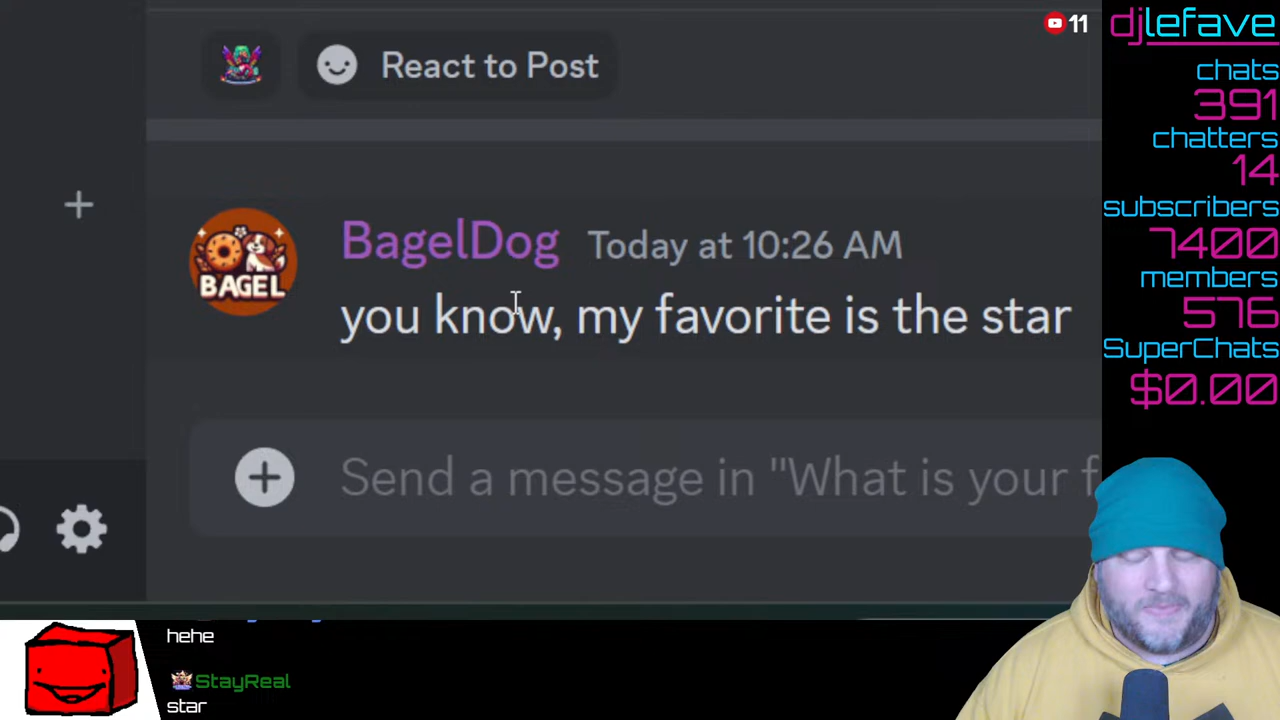 11
djlefave
chats
391
chatters
14
subscribers
7400
members
576
SuperChats
$0.00
React to Post
BagelDog Today at 10:26 AM
BAGEL
you know, my favorite is the star
Send a message in "What is your f
hehe
StayReal
star